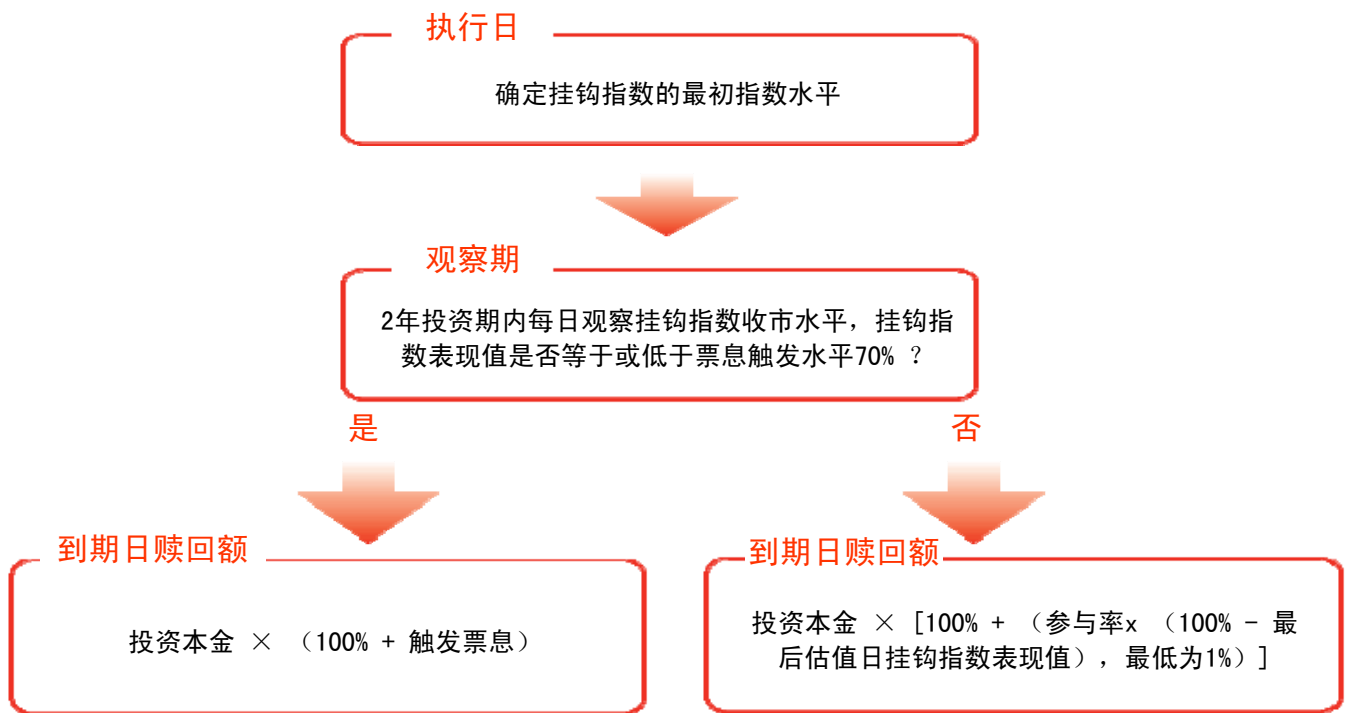 执行日
确定挂钩指数的最初指数水平
观察期
2年投资期内每日观察挂钩指数收市水平，挂钩指
数表现值是否等于或低于票息触发水平70% ？
是
否
到期日赎回额
投资本金 × （100% + 触发票息）
到期日赎回额
投资本金 × [100% + （参与率x （100% - 最
后估值日挂钩指数表现值），最低为1%）]